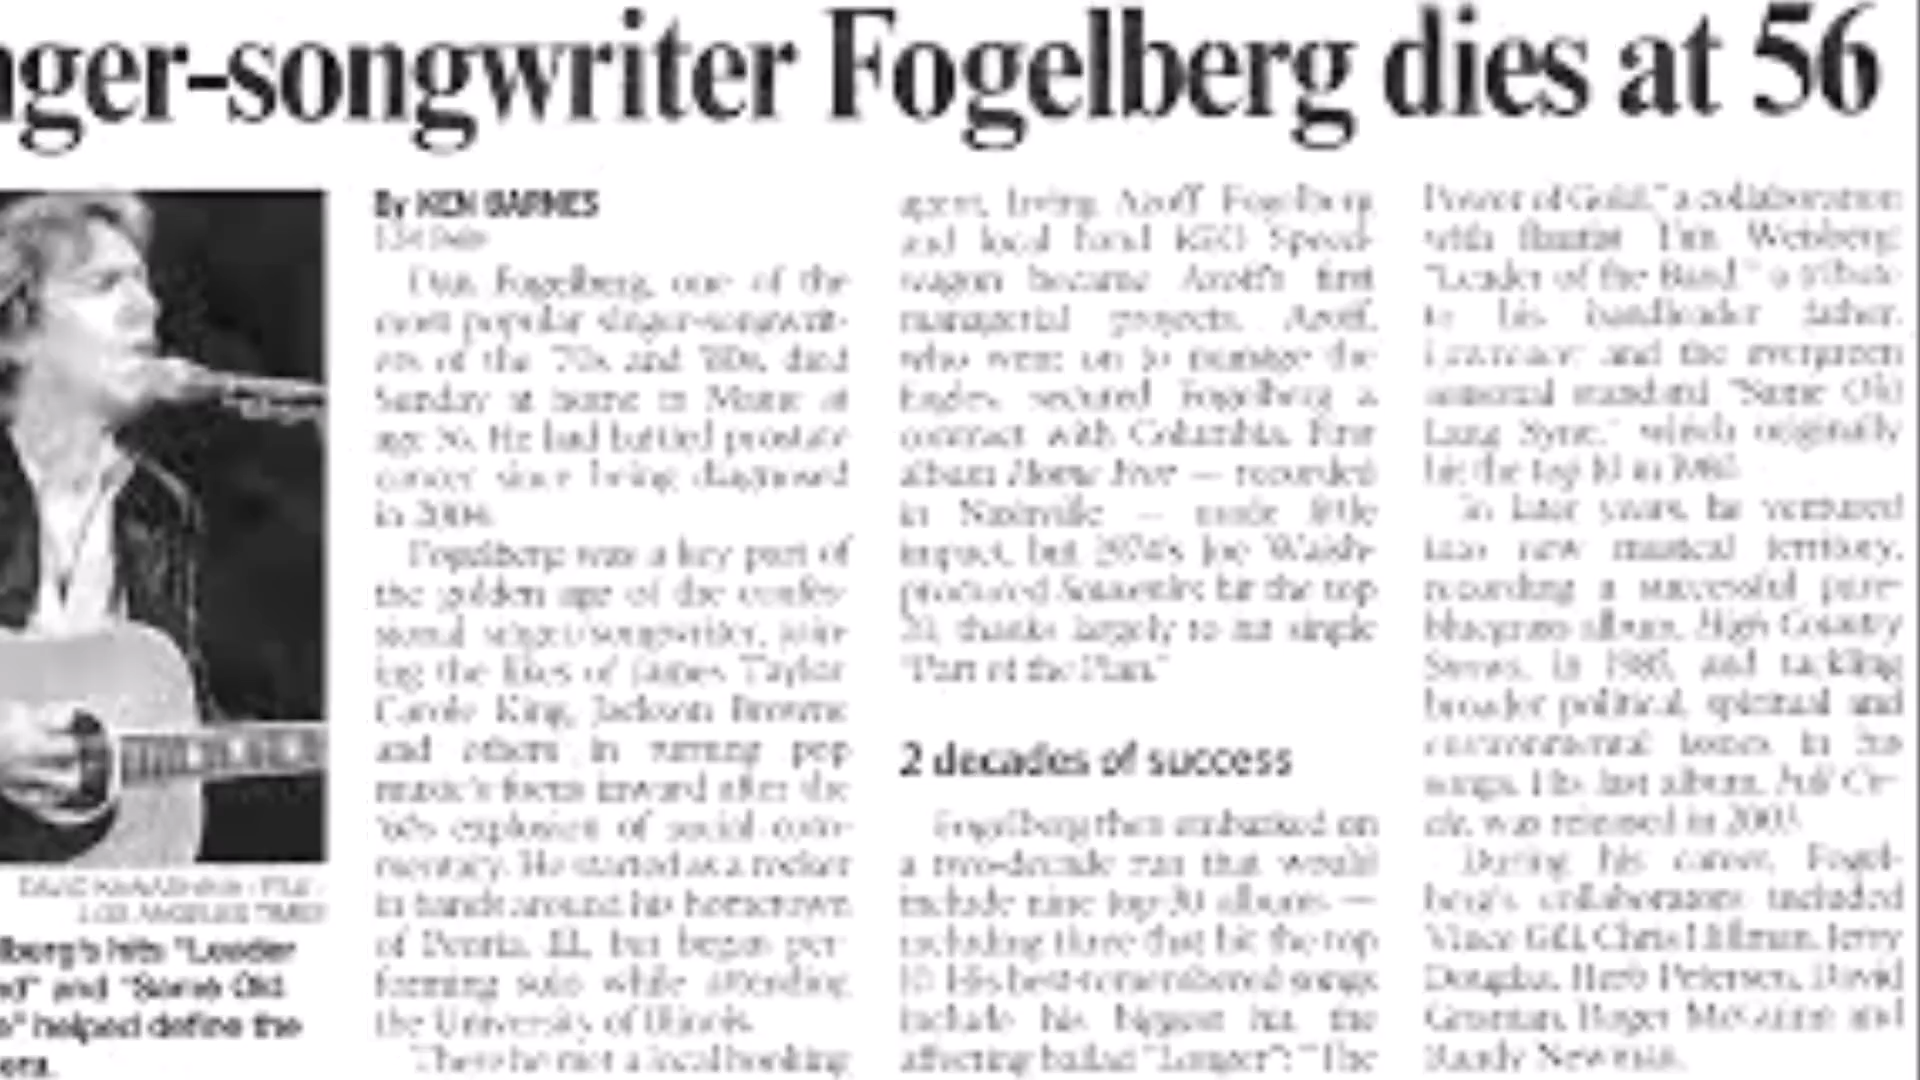 nger-songwriter Fogelberg dies at 56
By KEN BARNES
Dan Fogelberg, one of the
most popular singer-songwrit-
ers of the '70s and '80s, died
Sunday at home in Maine at
age 56. He had battled prostate
cancer since being diagnosed
in 2004.
Fogelberg was a key part of
the golden age of the confes-
sional singer/songwriter, join-
ing the likes of James Taylor,
Carole King, Jackson Browne
and others in turning pop
music's focus inward after the
'60s explosion of social com-
mentary. He started as a rocker
in bands around his hometown
of Peoria, Ill., but began per-
forming solo while attending
the University of Illinois.
There he met a local booking
agent, Irving Azoff. Fogelberg
and local band REO Speed-
wagon became Azoff's first
managerial projects. Azoff,
who went on to manage the
Eagles, secured Fogelberg a
contract with Columbia. First
album Home Free — recorded
in Nashville — made little
impact, but 1974's Joe Walsh-
produced Souvenirs hit the top
20, thanks largely to hit single
"Part of the Plan."
2 decades of success
Fogelberg then embarked on
a two-decade run that would
include nine top-30 albums —
including three that hit the top
10. His best-remembered songs
include his biggest hit, the
affecting ballad "Longer"; "The
Power of Gold," a collaboration
with flautist Tim Weisberg;
"Leader of the Band," a tribute
to his bandleader father,
Lawrence; and the evergreen
seasonal standard "Same Old
Lang Syne," which originally
hit the top 10 in
In later years, he ventured
into new musical territory,
recording a successful pure-
bluegrass album, High Country
Snows, in 1985, and tackling
broader political, spiritual and
environmental issues in his
songs. His last album, Full Cir-
cle, was released in 2003.
During his career, Fogel-
berg's collaborators included
Vince Gill, Chris Hillman, Jerry
Douglas, Herb Petersen, David
Grisman, Roger McGuinn and
Randy Newman.
LOS ANGELES TIMES
lberg's hits "Leader
ed" and "Same Old
e" helped define the
era.